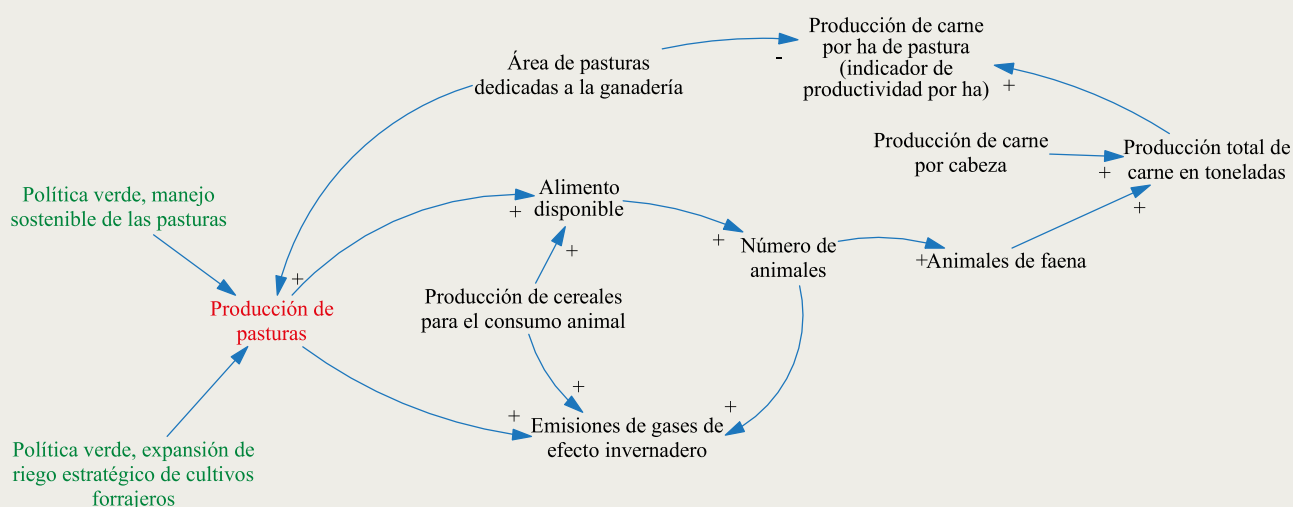 Producción de carne
por ha de pastura
(indicador de
productividad por ha)
-
+
Área de pasturas
dedicadas a la ganadería
Producción de carne
por cabeza
+
Producción total de
carne en toneladas
+
Política verde, manejo
sostenible de las pasturas
Alimento
disponible
+
+
Número de
animales
+
+Animales de faena
+
Producción de
pasturas
Producción de cereales
para el consumo animal
+
+
+
+
Emisiones de gases de
efecto invernadero
Política verde, expansión de
riego estratégico de cultivos
forrajeros